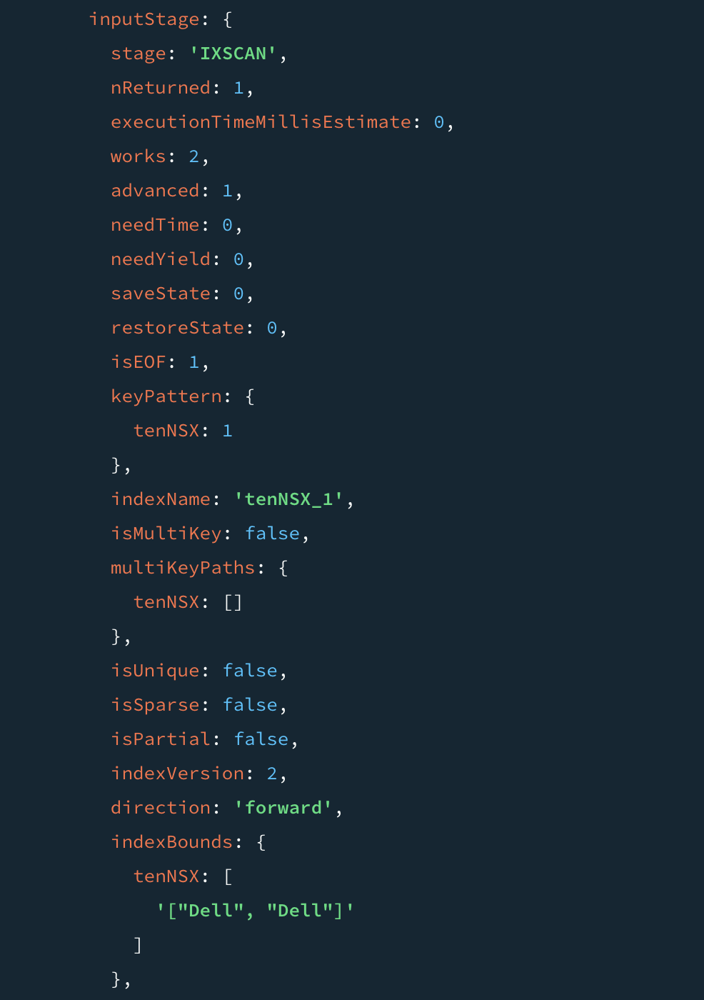 inputStage: {
stage: 'IXSCAN',
nReturned: 1,
executionTimeMillisEstimate: 0,
works: 2,
advanced: 1,
needTime: 0,
needYield: 0,
saveState: 0,
restoreState: 0,
isEOF: 1,
keyPattern: {
tenNSX: 1
},
indexName: 'tenNSX_1',
isMultiKey: false,
multiKeyPaths: {
tenNSX: []
},
isUnique: false,
isSparse: false,
isPartial: false,
indexVersion: 2,
direction: 'forward',
indexBounds: {
tenNSX: [
'["Dell", "Dell"]'
]
},